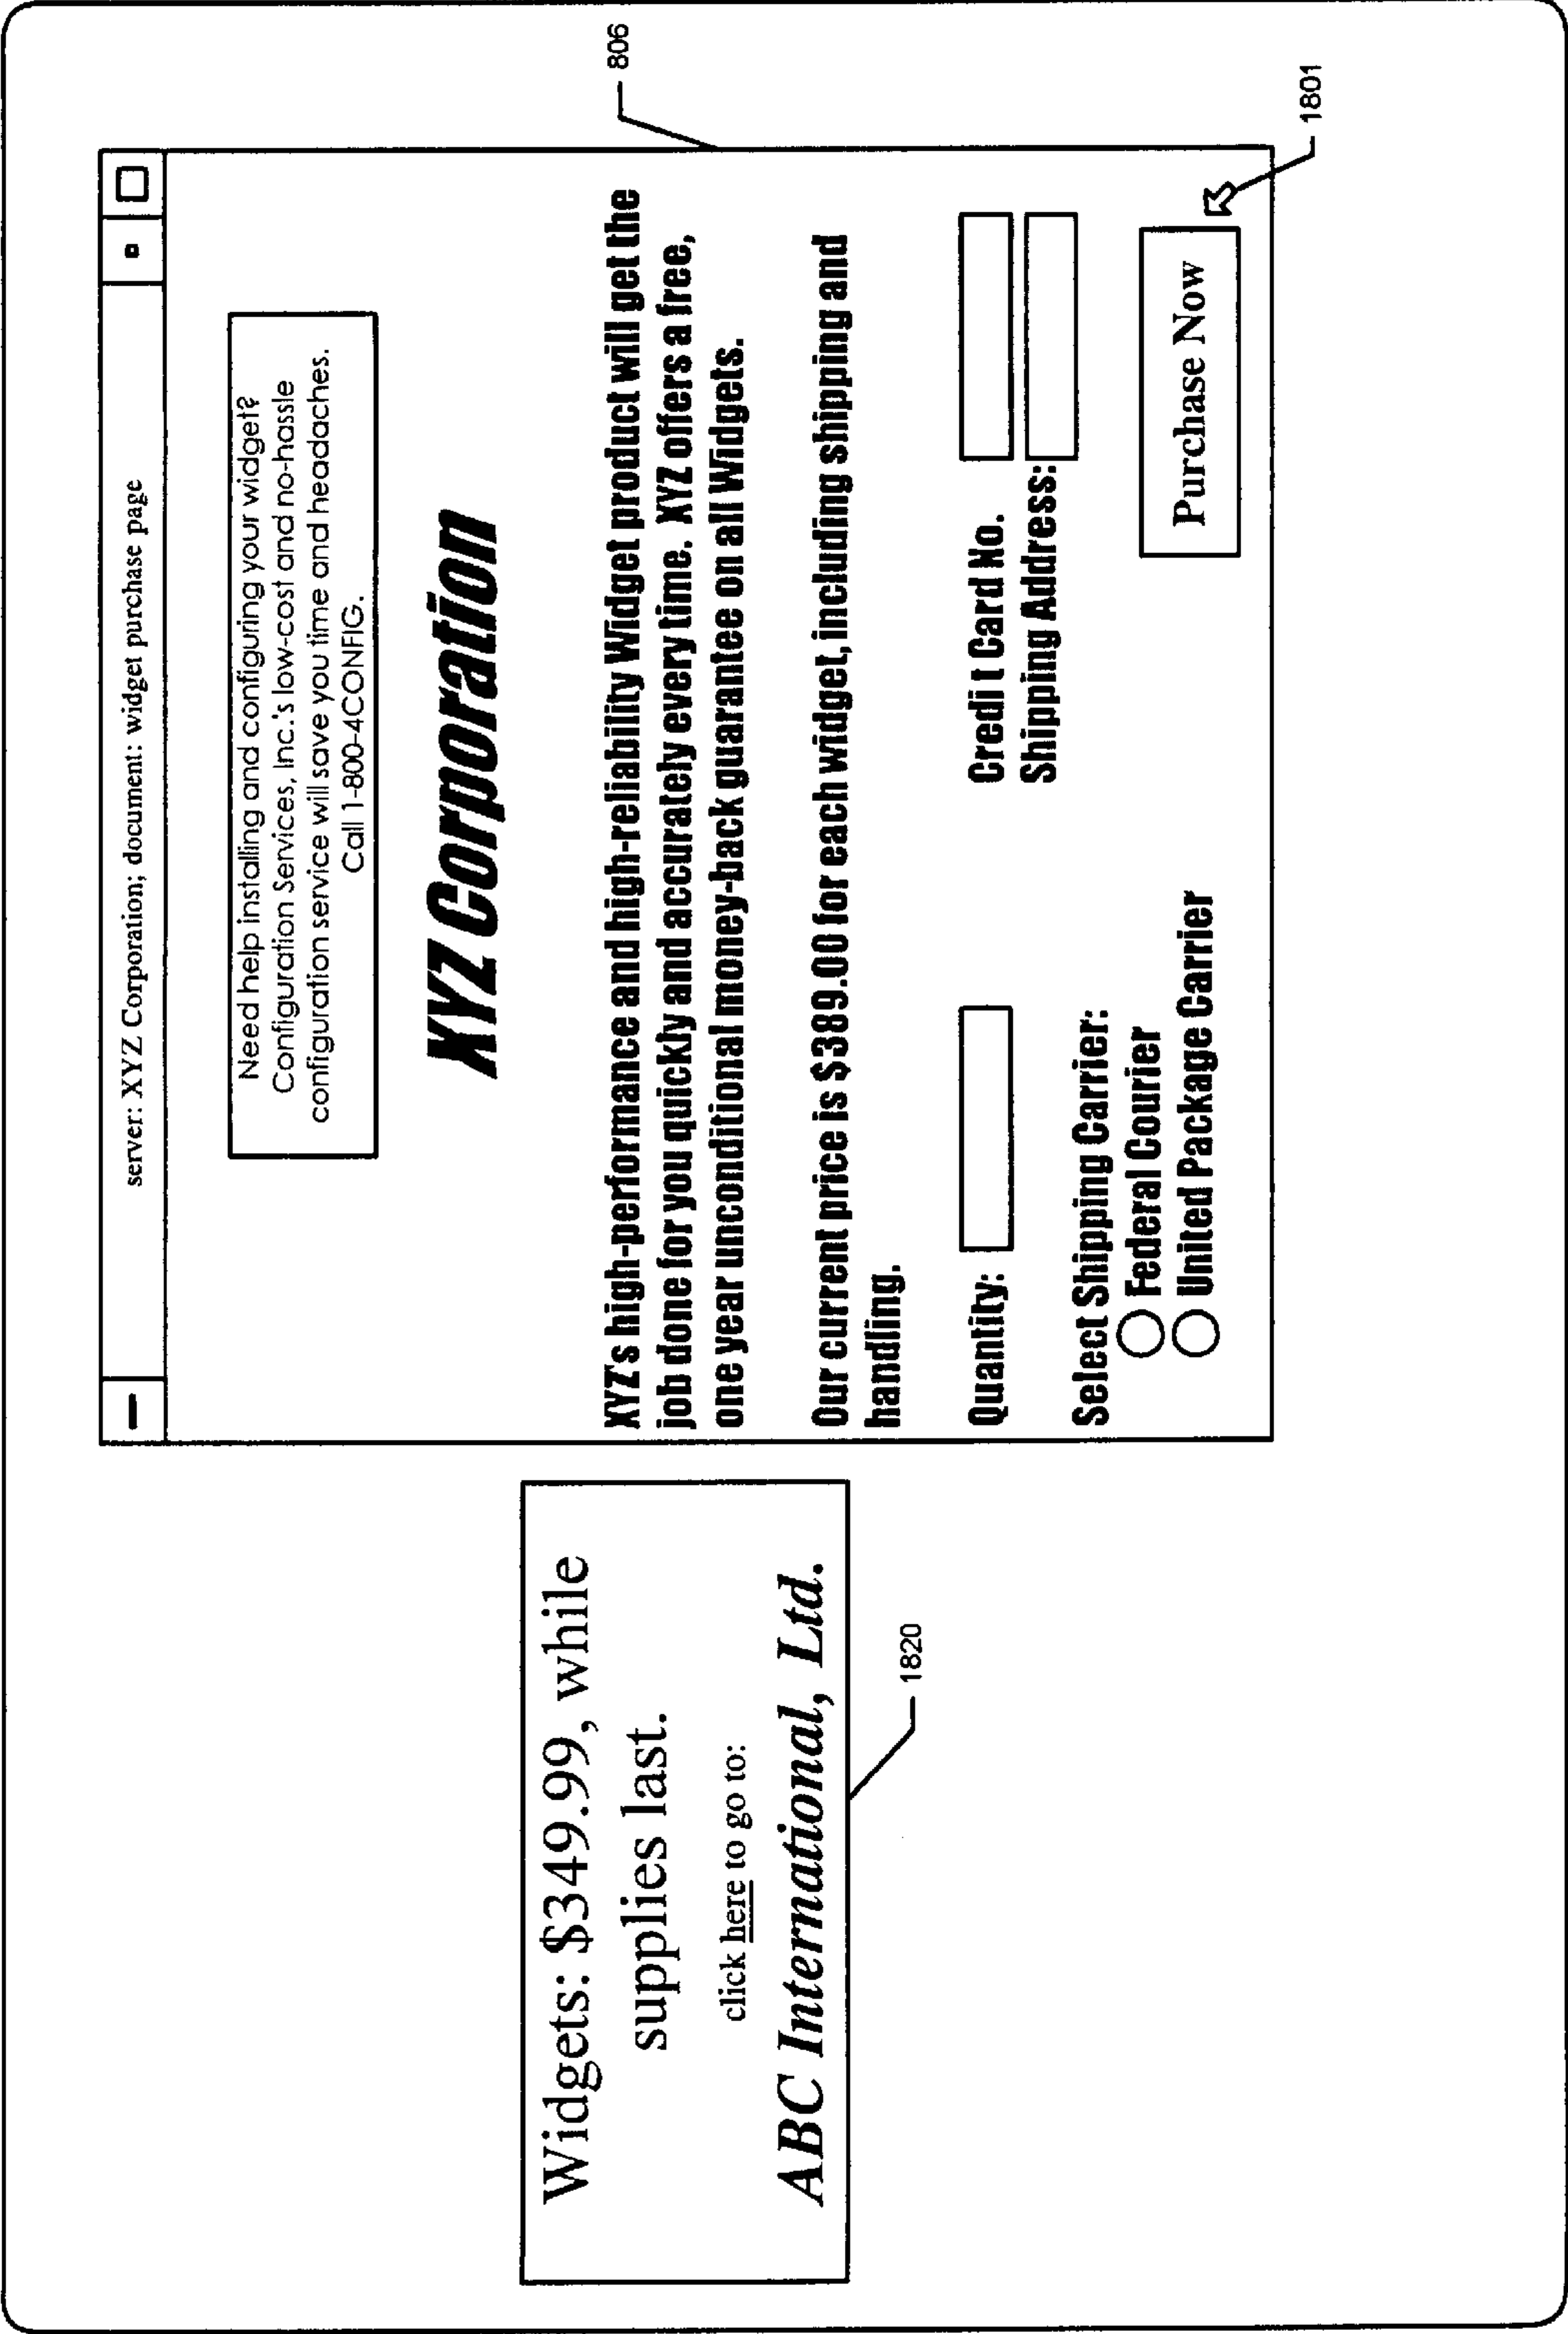 server: XYZ Corporation; document: widget purchase page
Need help installing and configuring your widget?
Configuration Services, Inc.'s low-cost and no-hassle
configuration service will save you time and headaches.
Call 1-800-4CONFIG.
XYZ Corporation
XYZ's high-performance and high-reliability Widget product will get the
job done for you quickly and accurately every time. XYZ offers a free,
one year unconditional money-back guarantee on all Widgets.
Our current price is $389.00 for each widget, including shipping and
handling.
Quantity:
Credit Card No.
Shipping Address:
Select Shipping Carrier:
Federal Courier
United Package Carrier
Purchase Now
806
1801
Widgets: $349.99, while
supplies last.
click here to go to:
ABC International, Ltd.
1820